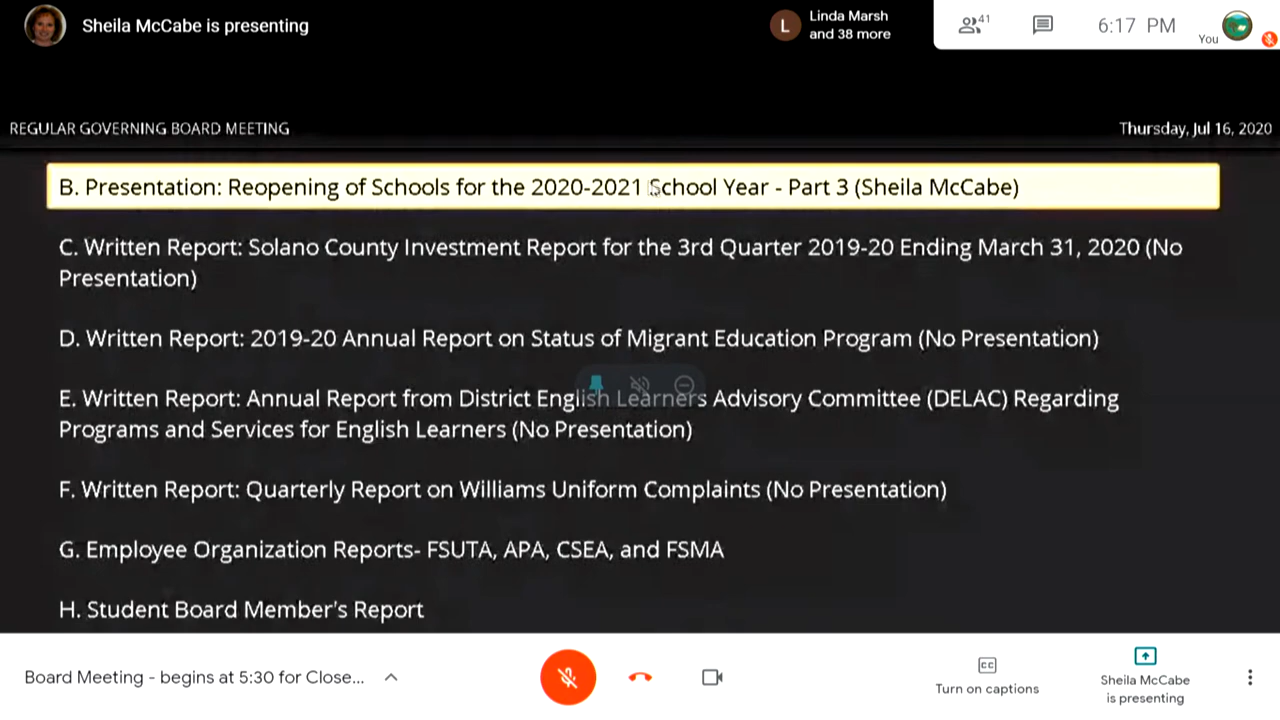 Sheila McCabe is presenting
L
Linda Marsh
and 38 more
41
6:17 PM
You
REGULAR GOVERNING BOARD MEETING
Thursday, Jul 16, 2020
B. Presentation: Reopening of Schools for the 2020-2021 School Year - Part 3 (Sheila McCabe)
C. Written Report: Solano County Investment Report for the 3rd Quarter 2019-20 Ending March 31, 2020 (No
Presentation)
D. Written Report: 2019-20 Annual Report on Status of Migrant Education Program (No Presentation)
E. Written Report: Annual Report from District English Learners Advisory Committee (DELAC) Regarding
Programs and Services for English Learners (No Presentation)
F. Written Report: Quarterly Report on Williams Uniform Complaints (No Presentation)
G. Employee Organization Reports- FSUTA, APA, CSEA, and FSMA
H. Student Board Member's Report
Board Meeting - begins at 5:30 for Close...
CC
Turn on captions
Sheila McCabe
is presenting